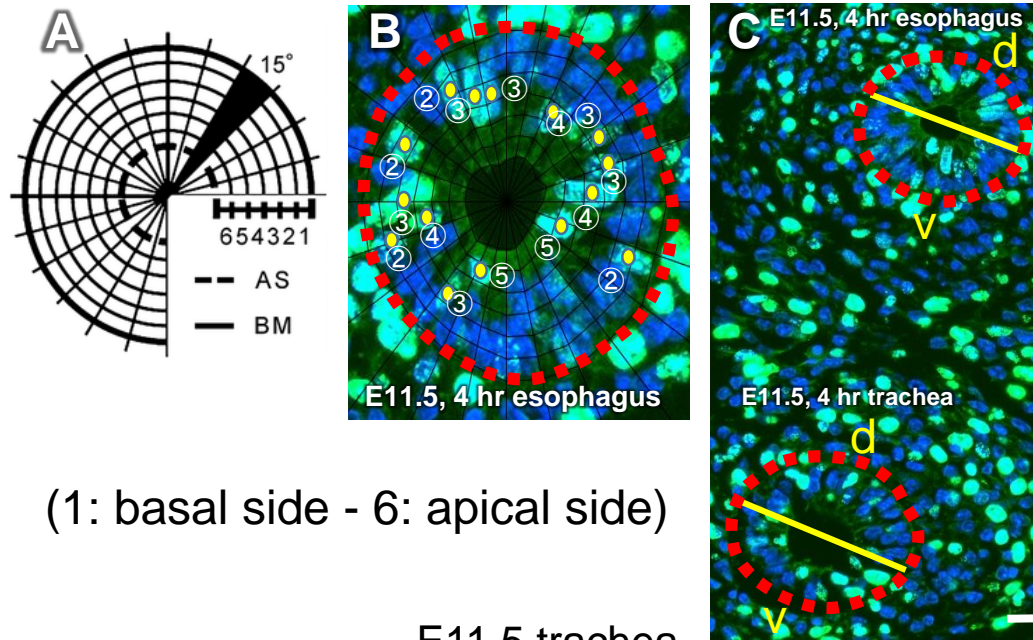 A
15°
654321
AS
BM
B
2
3
3
4
3
2
3
3
4
4
5
2
2
5
3
E11.5, 4 hr esophagus
C
E11.5, 4 hr esophagus
d
v
E11.5, 4 hr trachea
d
v
(1: basal side - 6: apical side)
E11.5 trachea